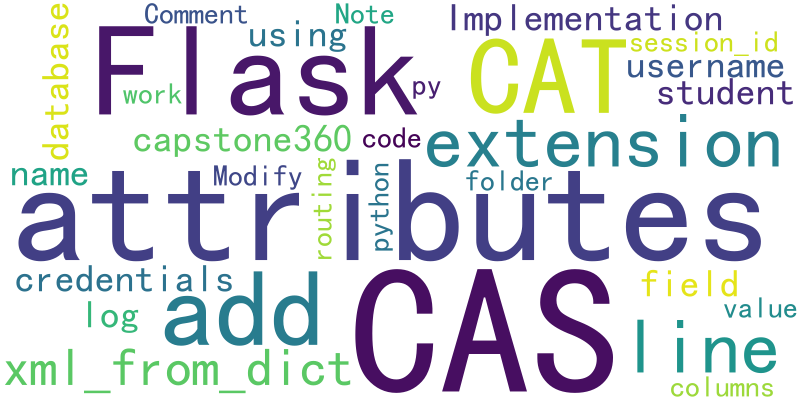 Comment
Note
Implementation
using
Flask
CAT
session_id
database
username
work
py
student
capstone360
code
extension
name
Modify
routing
python
folder
attributes
credentials
add
CAS
field
log
value
line
xml_from_dict
columns